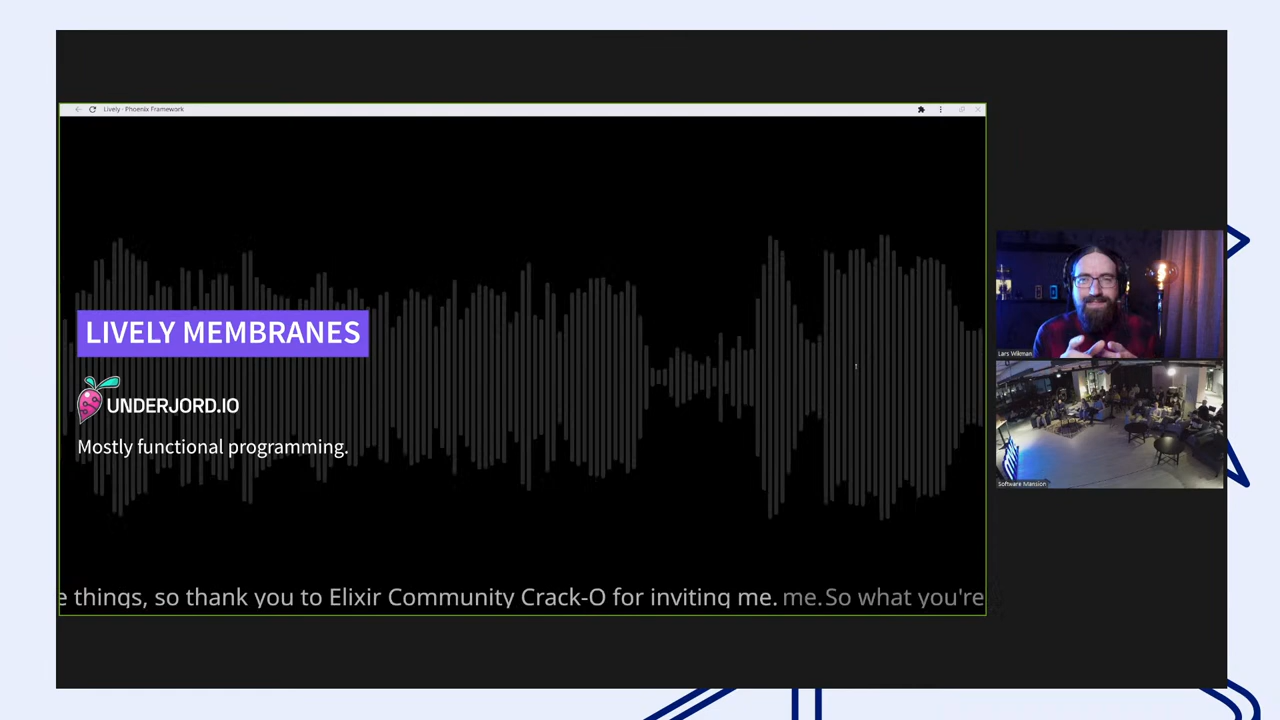 Lively · Phoenix Framework
LIVELY MEMBRANES
UNDERJORD.IO
Mostly functional programming.
e things, so thank you to Elixir Community Crack-O for inviting me. me.So what you're
Lars Wikman
Software Mansion